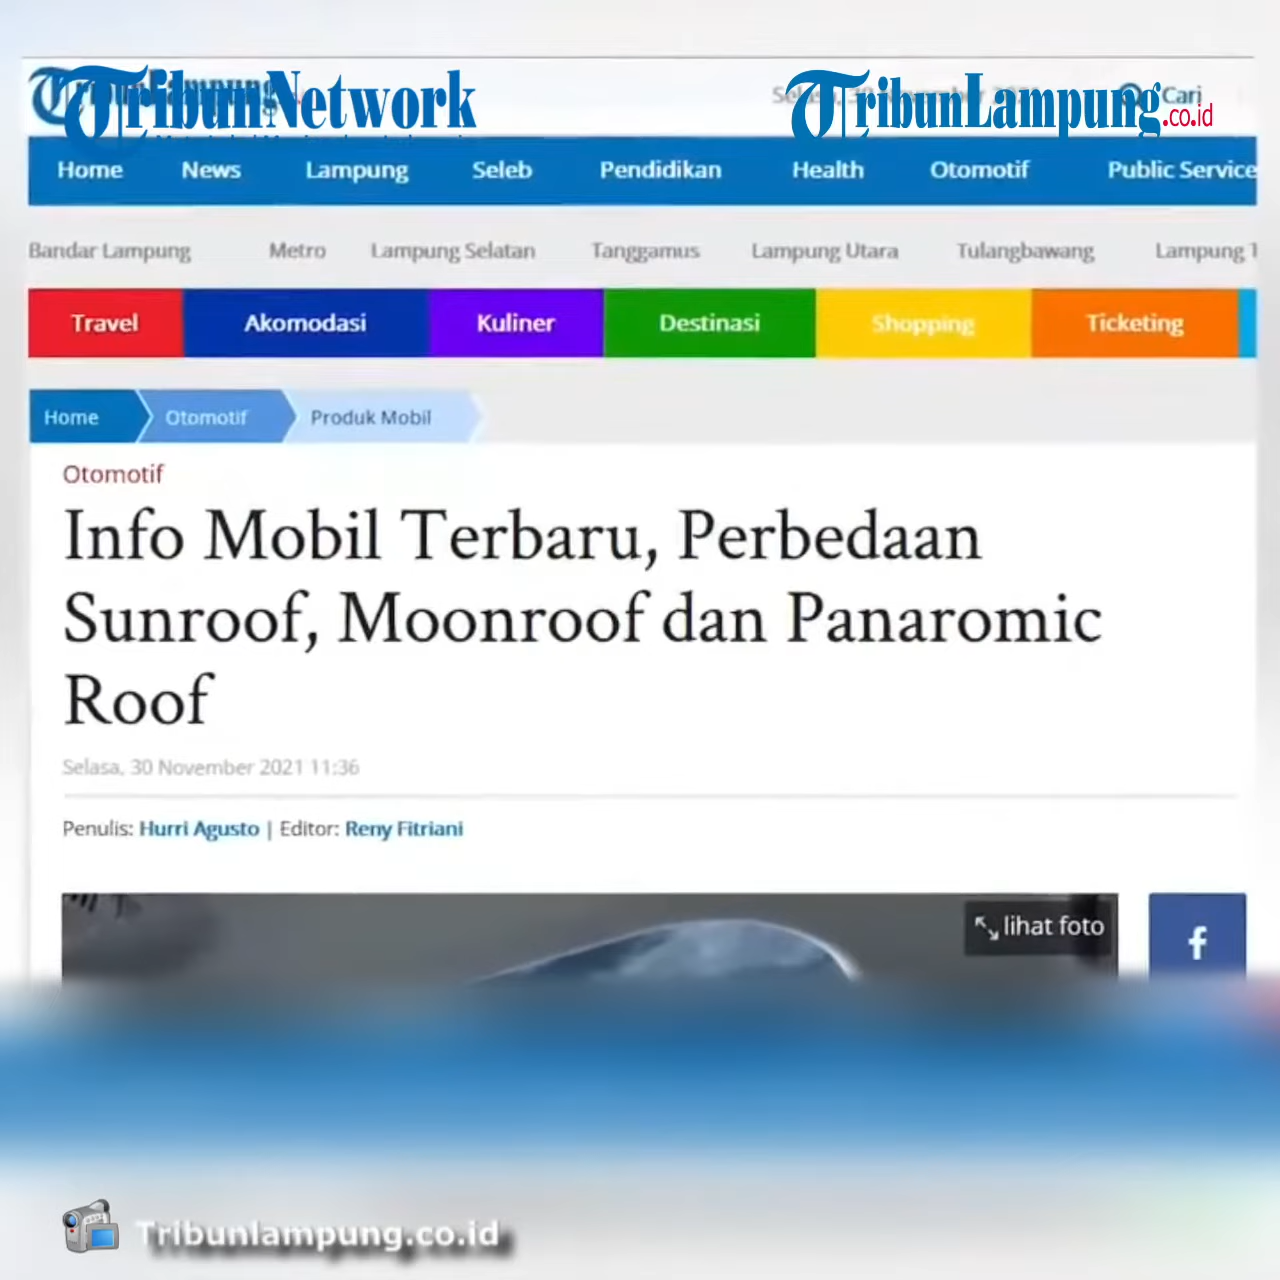 TribunNetwork
TribunLampung.co.id
Cari
Home News Lampung Seleb Pendidikan Health Otomotif Public Service
Bandar Lampung Metro Lampung Selatan Tanggamus Lampung Utara Tulangbawang Lampung
Travel Akomodasi Kuliner Destinasi Shopping Ticketing
Home Otomotif Produk Mobil
Otomotif
Info Mobil Terbaru, Perbedaan
Sunroof, Moonroof dan Panaromic
Roof
Selasa, 30 November 2021 11:36
Penulis: Hurri Agusto | Editor: Reny Fitriani
lihat foto
f
Tribunlampung.co.id